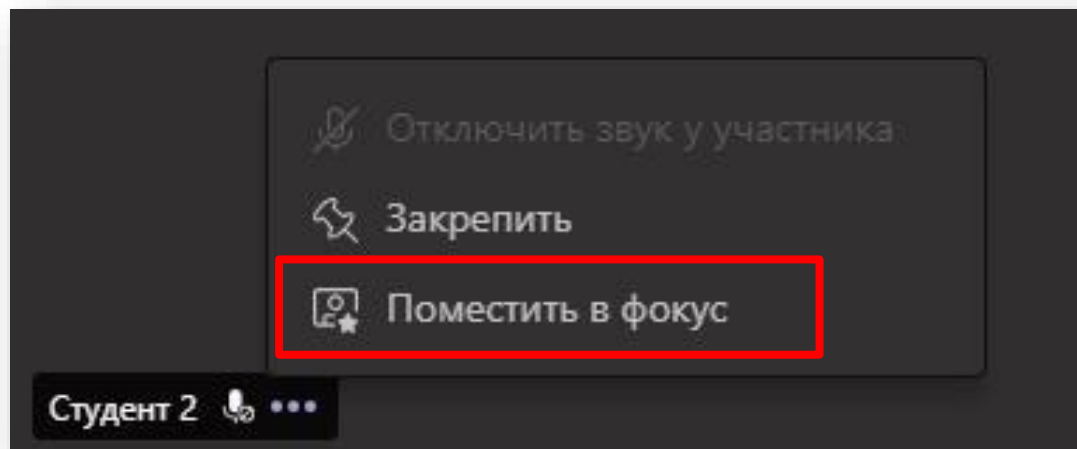 Отключить звук у участника
Закрепить
Поместить в фокус
Студент 2